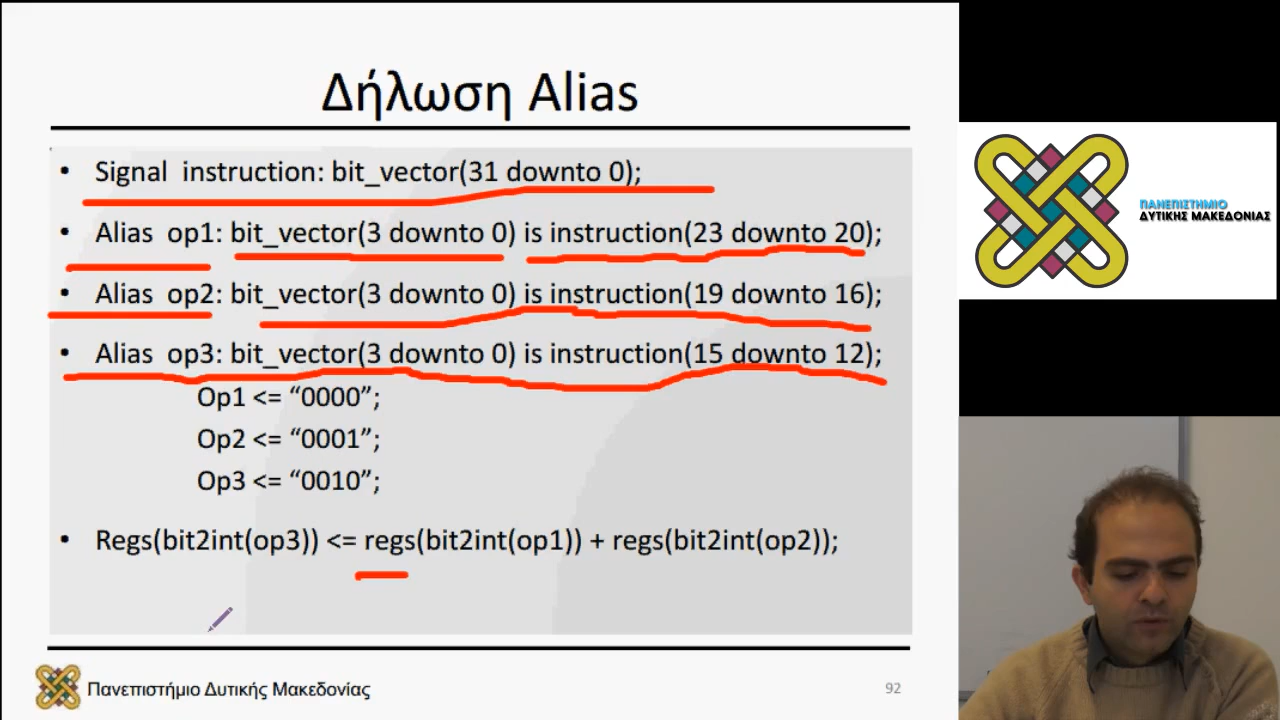 Δήλωση Alias
• Signal instruction: bit_vector(31 downto 0);
• Alias op1: bit_vector(3 downto 0) is instruction(23 downto 20);
• Alias op2: bit_vector(3 downto 0) is instruction(19 downto 16);
• Alias op3: bit_vector(3 downto 0) is instruction(15 downto 12);
Op1 <= “0000”;
Op2 <= “0001”;
Op3 <= “0010”;
• Regs(bit2int(op3)) <= regs(bit2int(op1)) + regs(bit2int(op2));
Πανεπιστήμιο Δυτικής Μακεδονίας
92
ΠΑΝΕΠΙΣΤΗΜΙΟ
ΔΥΤΙΚΗΣ ΜΑΚΕΔΟΝΙΑΣ